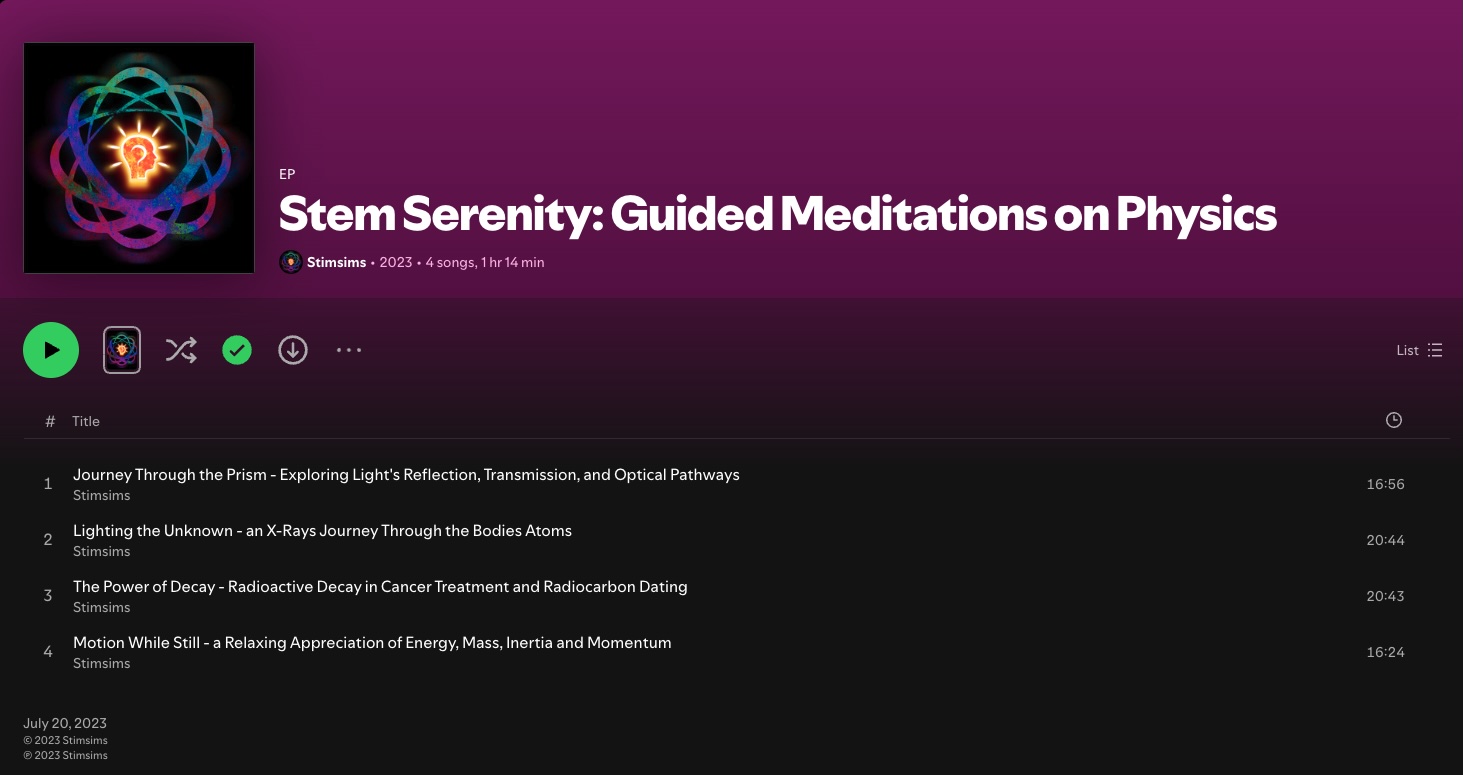 EP
Stem Serenity: Guided Meditations on Physics
Stimsims • 2023 • 4 songs, 1 hr 14 min
List
# Title
1 Journey Through the Prism - Exploring Light's Reflection, Transmission, and Optical Pathways 16:56
Stimsims
2 Lighting the Unknown - an X-Rays Journey Through the Bodies Atoms 20:44
Stimsims
3 The Power of Decay - Radioactive Decay in Cancer Treatment and Radiocarbon Dating 20:43
Stimsims
4 Motion While Still - a Relaxing Appreciation of Energy, Mass, Inertia and Momentum 16:24
Stimsims
July 20, 2023
© 2023 Stimsims
℗ 2023 Stimsims